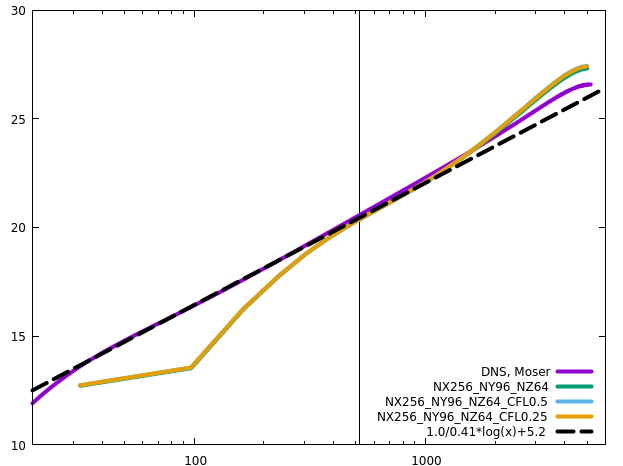 30
25
20
15
10
100
1000
DNS, Moser
NX256_NY96_NZ64
NX256_NY96_NZ64_CFL0.5
NX256_NY96_NZ64_CFL0.25
1.0/0.41*log(x)+5.2